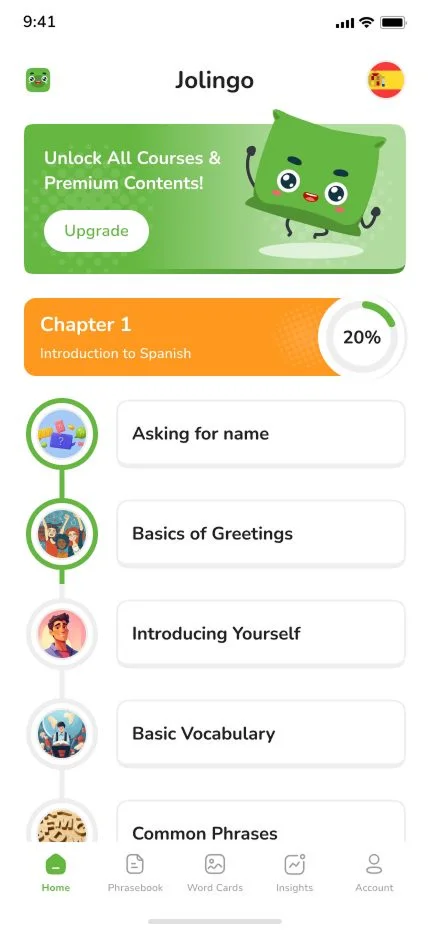 9:41
Jolingo
Unlock All Courses &
Premium Contents!
Upgrade
Chapter 1
Introduction to Spanish
20%
Asking for name
Basics of Greetings
Introducing Yourself
Basic Vocabulary
Common Phrases
Home
Phrasebook
Word Cards
Insights
Account